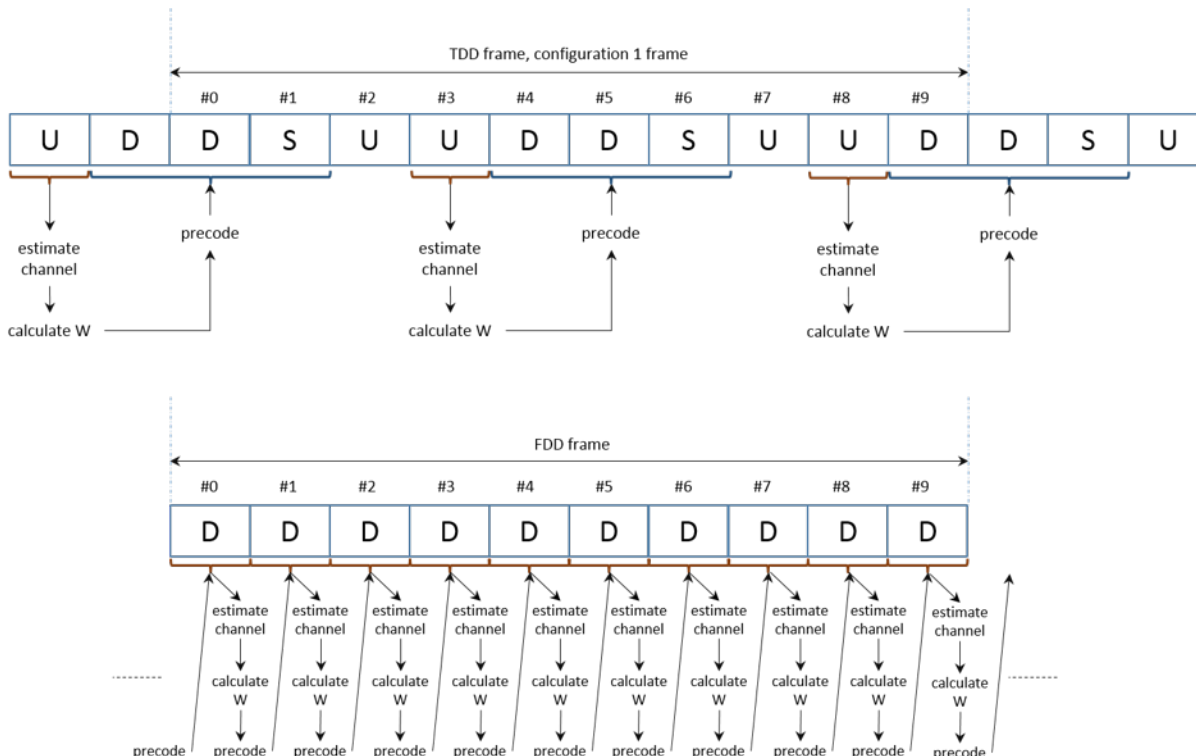 TDD frame, configuration 1 frame
#0 #1 #2 #3 #4 #5 #6 #7 #8 #9
U D D S U U D D S U U D D S U
precode precode precode
estimate channel estimate channel estimate channel
calculate W calculate W calculate W
FDD frame
#0 #1 #2 #3 #4 #5 #6 #7 #8 #9
D D D D D D D D D D
estimate estimate estimate estimate estimate estimate estimate estimate estimate estimate
channel channel channel channel channel channel channel channel channel channel
calculate calculate calculate calculate calculate calculate calculate calculate calculate calculate
W W W W W W W W W W
precode precode precode precode precode precode precode precode precode precode precode